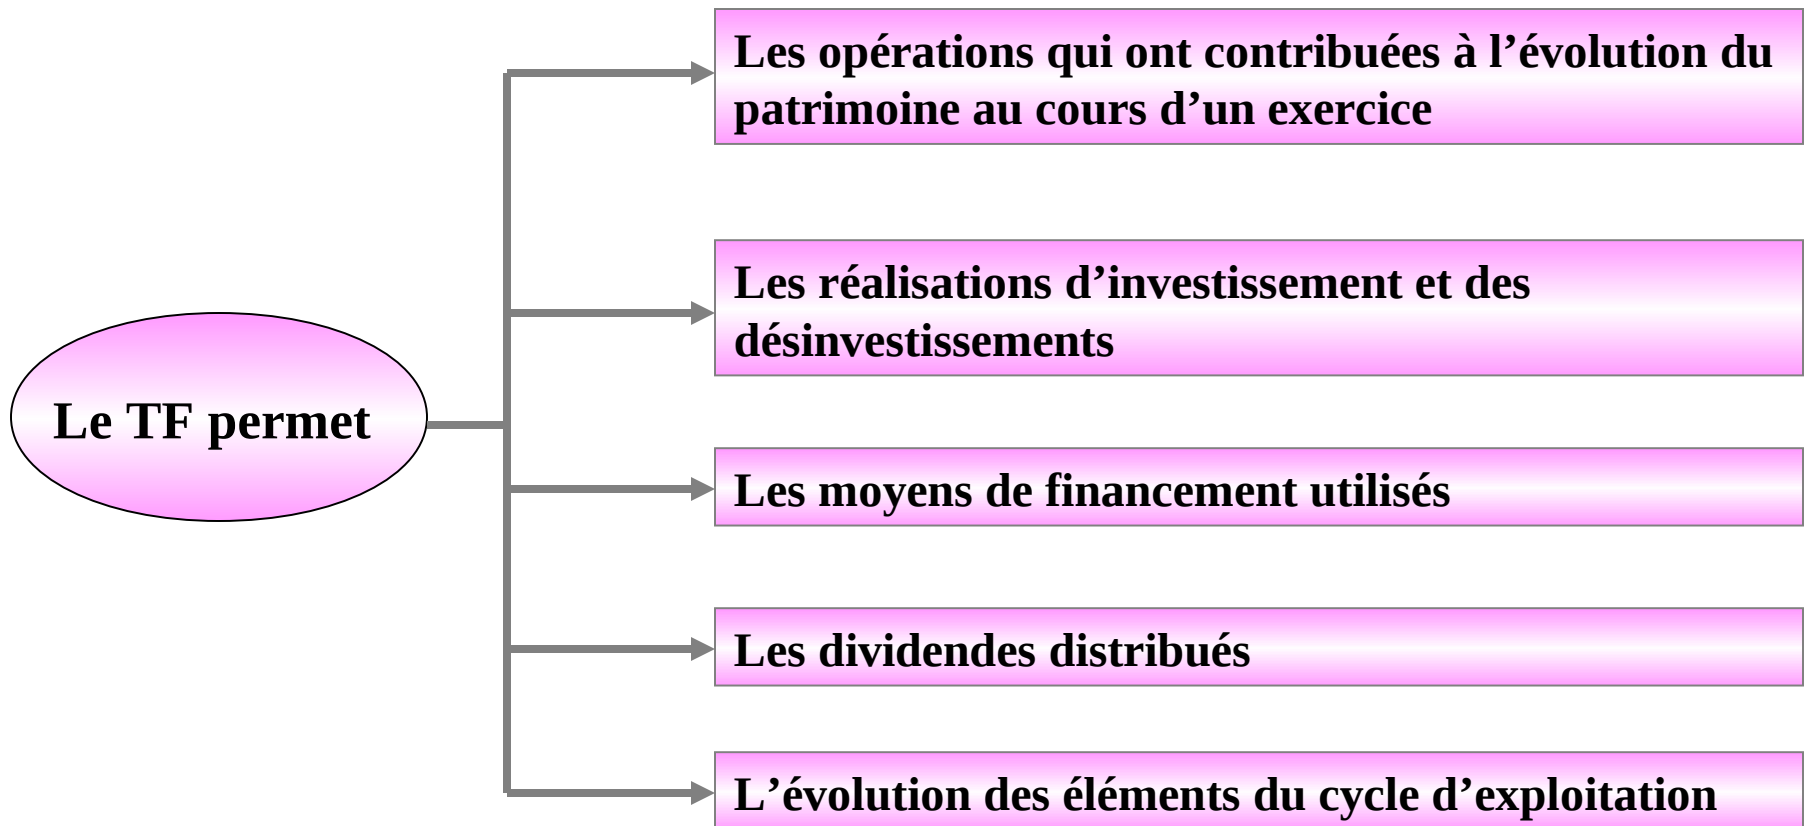 Le TF permet
Les opérations qui ont contribuées à l’évolution du
patrimoine au cours d’un exercice
Les réalisations d’investissement et des
désinvestissements
Les moyens de financement utilisés
Les dividendes distribués
L’évolution des éléments du cycle d’exploitation